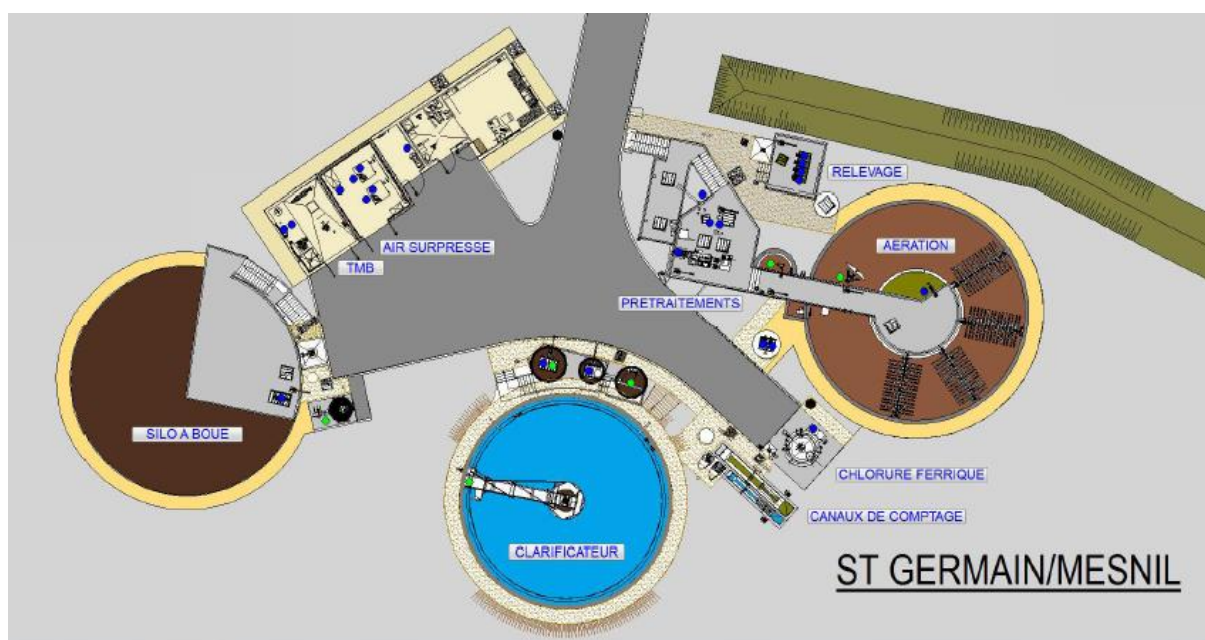 RELEVAGE
AERATION
AIR SURPRESSE
TMB
PRETRAITEMENTS
SILO A BOUE
CHLORURE FERRIQUE
CANAUX DE COMPTAGE
CLARIFICATEUR
ST GERMAIN/MESNIL